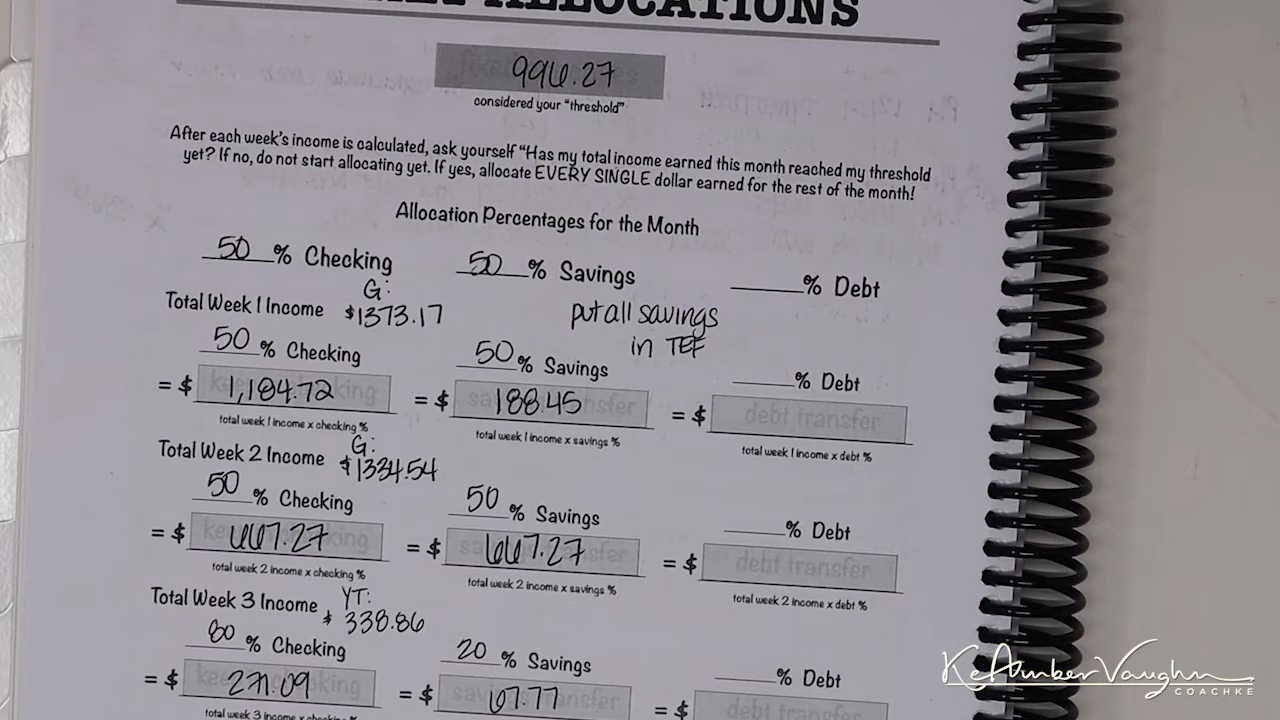 ALLOCATIONS
996.27
considered your "threshold"
After each week's income is calculated, ask yourself "Has my total income earned this month reached my threshold
yet? If no, do not start allocating yet. If yes, allocate EVERY SINGLE dollar earned for the rest of the month!
Allocation Percentages for the Month
50 % Checking 50 % Savings % Debt
G:
Total Week 1 Income $1373.17 put all savings
in TEF
50 % Checking 50 % Savings % Debt
= $ 1,184.72 = $ 188.45 = $ debt transfer
total week 1 income x checking % total week 1 income x savings % total week 1 income x debt %
G:
Total Week 2 Income $1334.54
50 % Checking 50 % Savings % Debt
= $ 667.27 = $ 667.27 = $ debt transfer
total week 2 income x checking % total week 2 income x savings % total week 2 income x debt %
YT:
Total Week 3 Income $ 338.86
80 % Checking 20 % Savings % Debt
= $ 271.09 = $ 67.77 = $ debt transfer
total week 3 income x checking %
KeAmber Vaughn
COACHKE